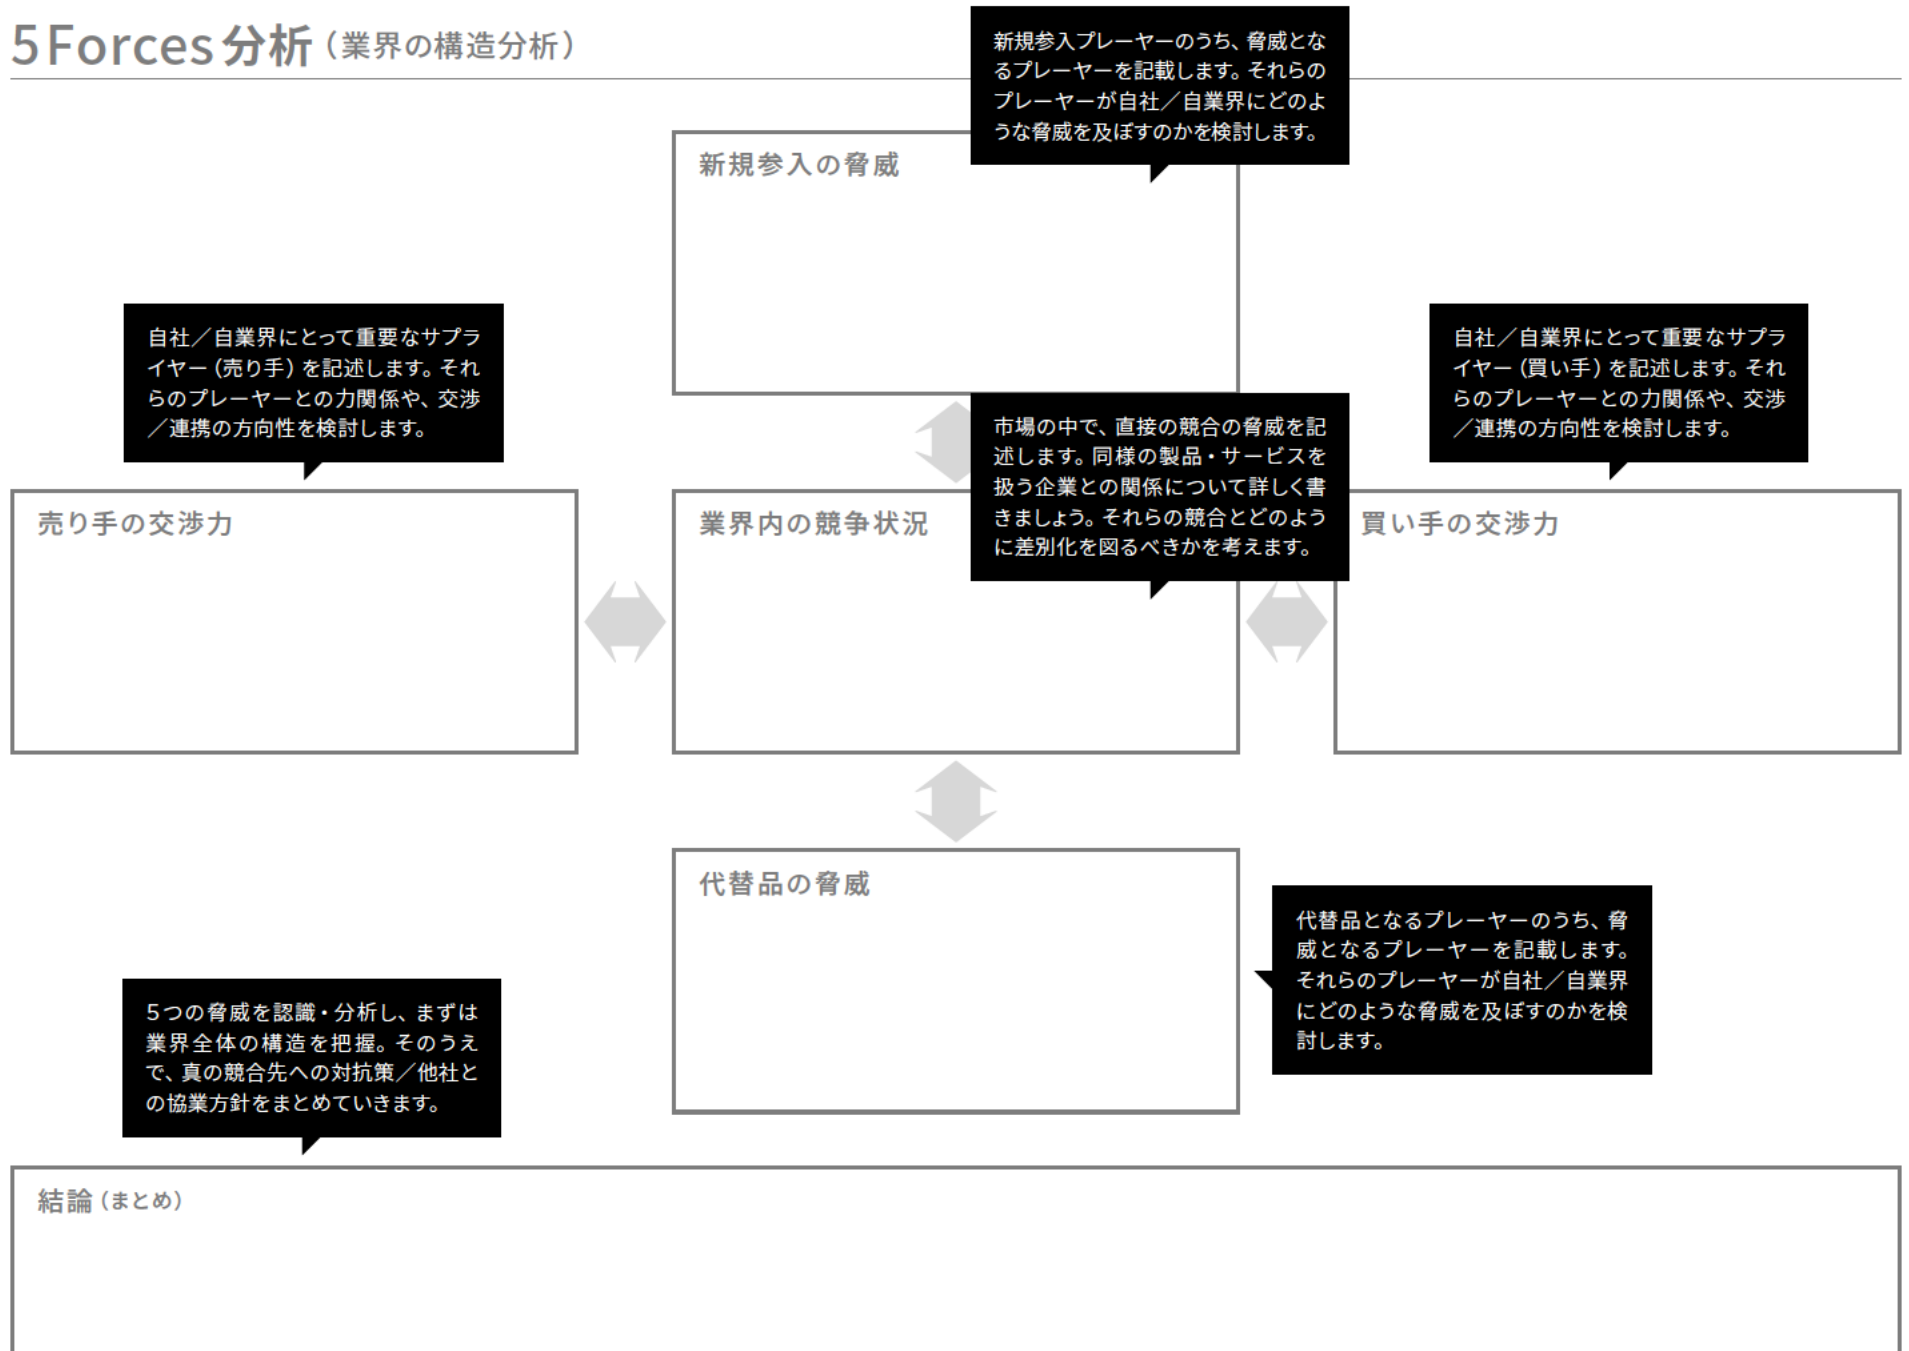 5Forces分析（業界の構造分析）
新規参入プレーヤーのうち、脅威とな
るプレーヤーを記載します。それらの
プレーヤーが自社／自業界にどのよ
うな脅威を及ぼすのかを検討します。
新規参入の脅威
自社／自業界にとって重要なサプラ
イヤー（売り手）を記述します。それ
らのプレーヤーとの力関係や、交渉
／連携の方向性を検討します。
自社／自業界にとって重要なサプラ
イヤー（買い手）を記述します。それ
らのプレーヤーとの力関係や、交渉
／連携の方向性を検討します。
市場の中で、直接の競合の脅威を記
述します。同様の製品・サービスを
扱う企業との関係について詳しく書
きましょう。それらの競合とどのよう
に差別化を図るべきかを考えます。
売り手の交渉力
業界内の競争状況
買い手の交渉力
代替品の脅威
代替品となるプレーヤーのうち、脅
威となるプレーヤーを記載します。
それらのプレーヤーが自社／自業界
にどのような脅威を及ぼすのかを検
討します。
5つの脅威を認識・分析し、まずは
業界全体の構造を把握。そのうえ
で、真の競合先への対抗策／他社と
の協業方針をまとめていきます。
結論（まとめ）